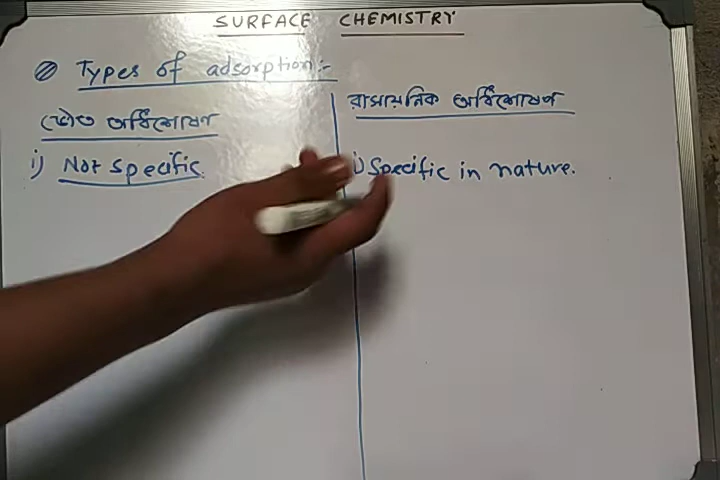 SURFACE CHEMISTRY
Types of adsorption:-
ভৌত অধিশোষণ
রাসায়নিক অধিশোষণ
i) Not specific.
i) Specific in nature.